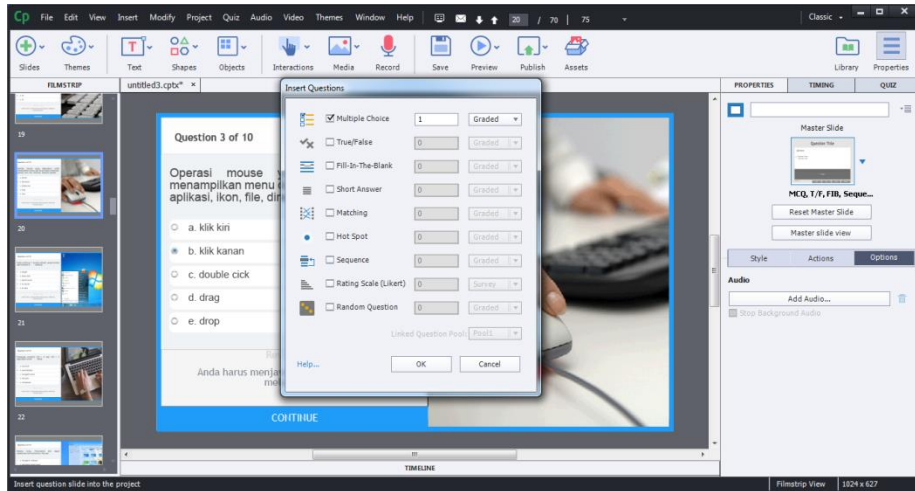 Cp File Edit View Insert Modify Project Quiz Audio Video Themes Window Help 20 / 70 75 Classic
Slides Themes Text Shapes Objects Interactions Media Record Save Preview Publish Assets Library Properties
FILMSTRIP
untitled3.cptx* ×
19
20
21
22
Question 3 of 10
Operasi mouse
menampilkan menu
aplikasi, ikon, file,
a. klik kiri
b. klik kanan
c. double cick
d. drag
e. drop
Anda harus
CONTINUE
Insert Questions
Multiple Choice 1 Graded
True/False 0 Graded
Fill-In-The-Blank 0 Graded
Short Answer 0 Graded
Matching 0 Graded
Hot Spot 0 Graded
Sequence 0 Graded
Rating Scale (Likert) 0 Survey
Random Question 0 Graded
Linked Question Pool: Pool1
Help... OK Cancel
PROPERTIES TIMING QUIZ
Master Slide
MCQ, T/F, FIB, Seque...
Reset Master Slide
Master slide view
Style Actions Options
Audio
Add Audio...
Stop Background Audio
TIMELINE
Insert question slide into the project
Filmstrip View 1024 x 627